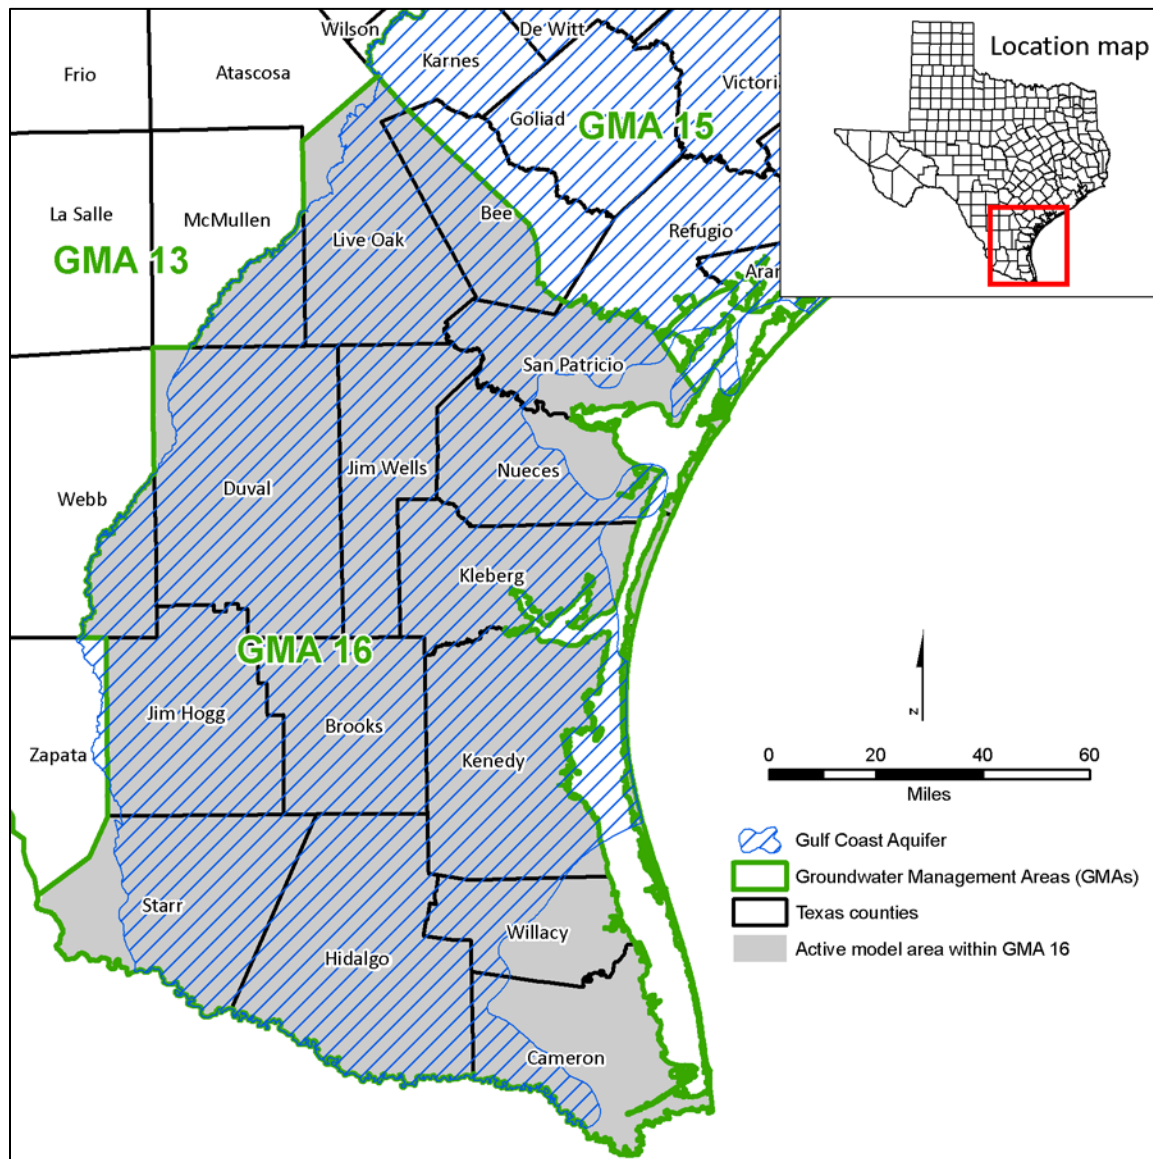 Wilson
De Witt
Karnes
Frio
Atascosa
Victori
Location map
Goliad
GMA 15
La Salle
McMullen
Bee
Live Oak
Refugio
GMA 13
Aran
San Patricio
Jim Wells
Nueces
Duval
Webb
Kleberg
GMA 16
Jim Hogg
Brooks
Zapata
Kenedy
N
0 20 40 60
Miles
Gulf Coast Aquifer
Groundwater Management Areas (GMAs)
Starr
Texas counties
Willacy
Active model area within GMA 16
Hidalgo
Cameron